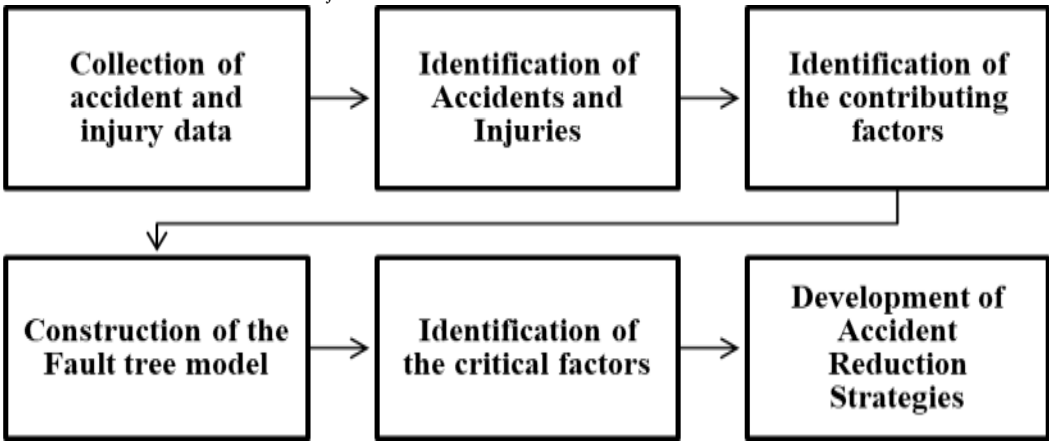 Collection of
accident and
injury data
Identification of
Accidents and
Injuries
Identification of
the contributing
factors
Construction of the
Fault tree model
Identification of
the critical factors
Development of
Accident
Reduction
Strategies